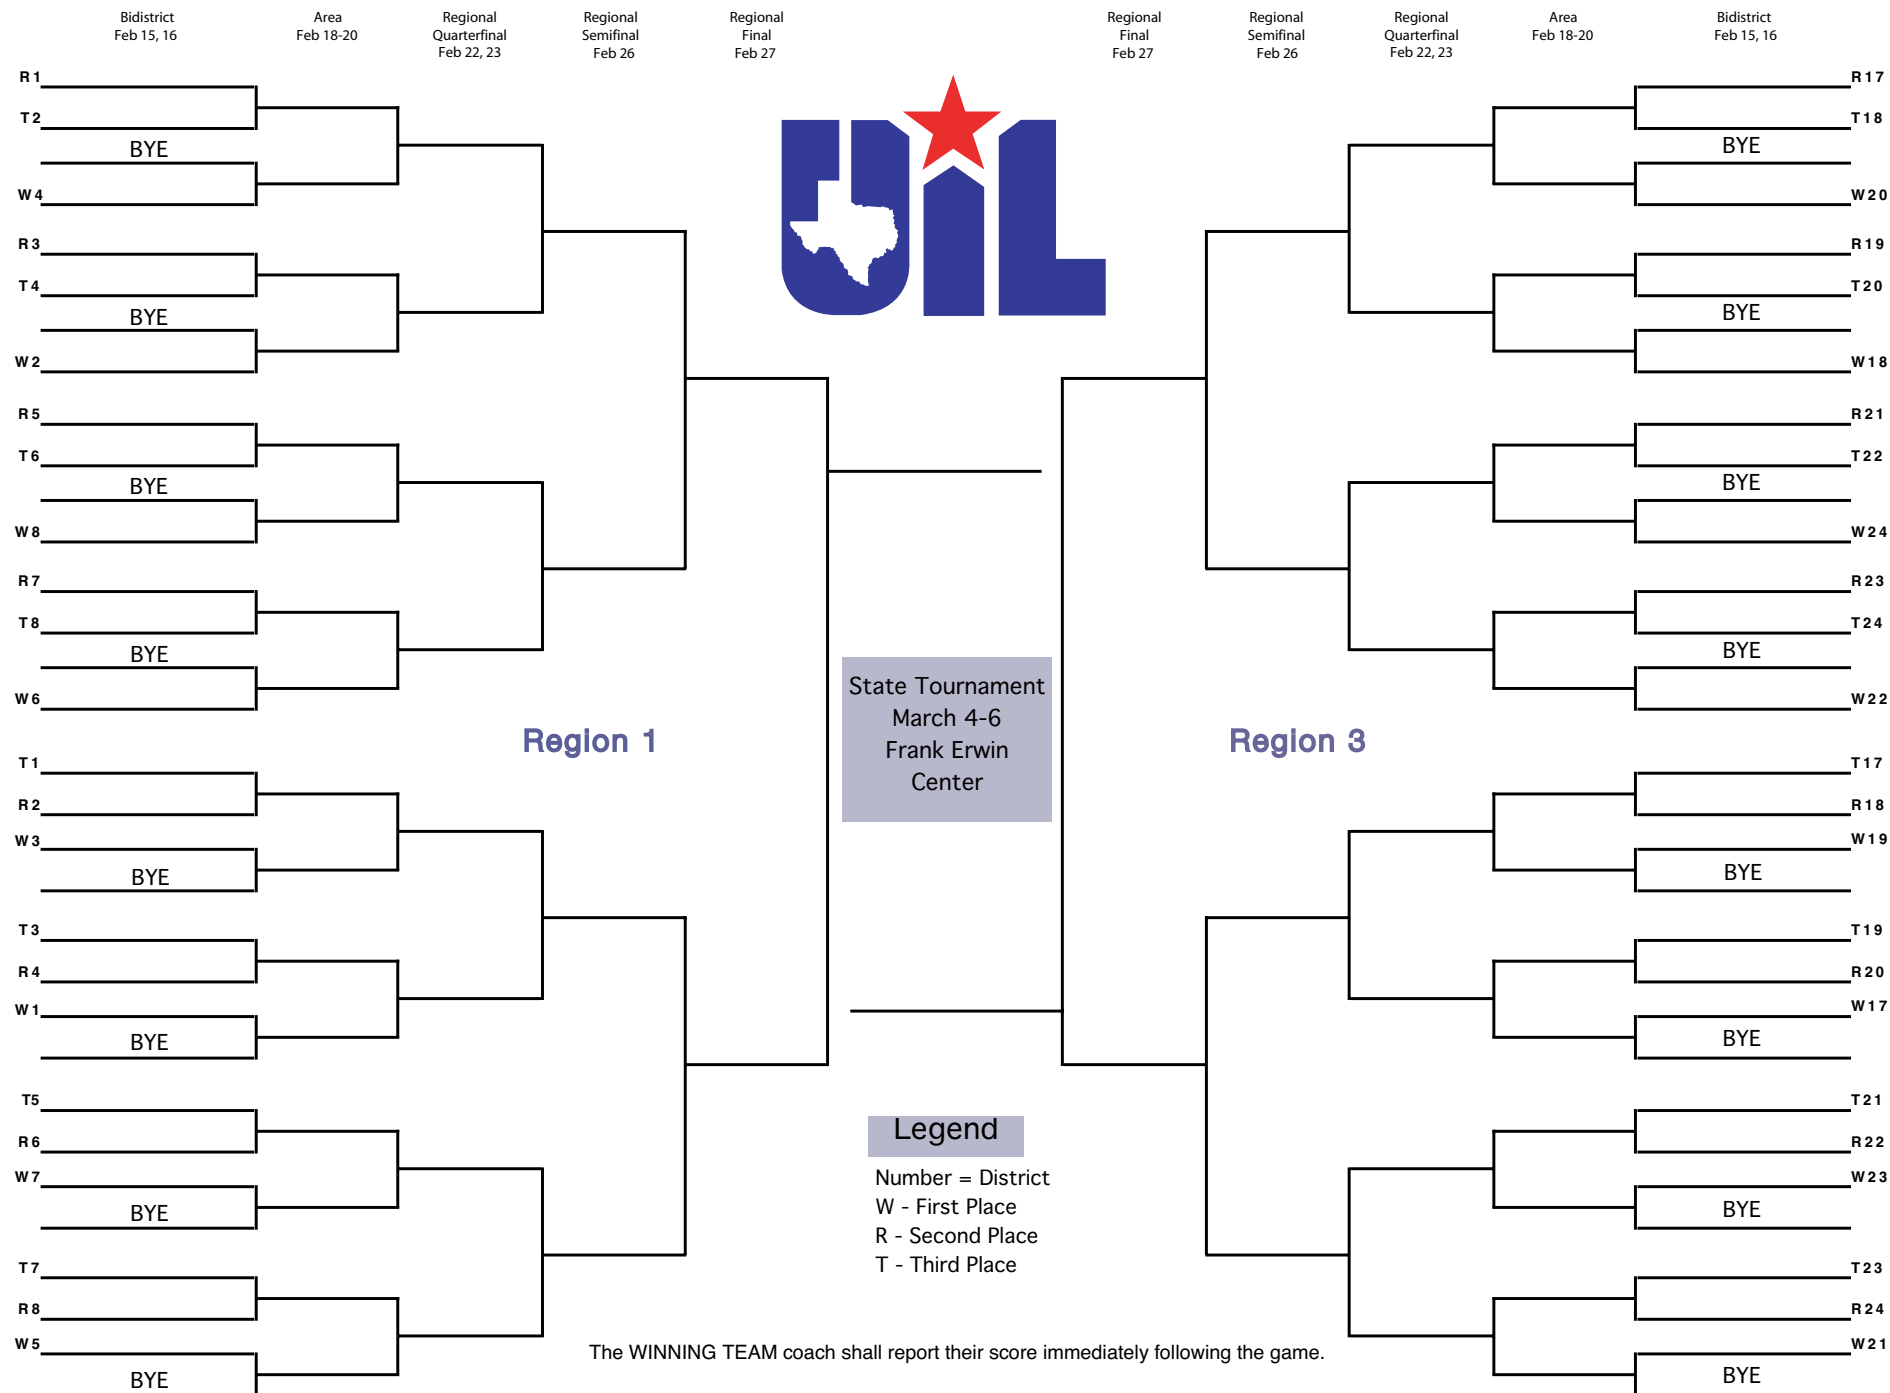 Bidistrict
Feb 15, 16
Area
Feb 18-20
Regional
Quarterfinal
Feb 22, 23
Regional
Semifinal
Feb 26
Regional
Final
Feb 27
Regional
Final
Feb 27
Regional
Semifinal
Feb 26
Regional
Quarterfinal
Feb 22, 23
Area
Feb 18-20
Bidistrict
Feb 15, 16
UIL
R1
T2
BYE
W4
R3
T4
BYE
W2
R5
T6
BYE
W8
R7
T8
BYE
W6
Region 1
T1
R2
W3
BYE
T3
R4
W1
BYE
T5
R6
W7
BYE
T7
R8
W5
BYE
State Tournament
March 4-6
Frank Erwin
Center
Legend
Number = District
W - First Place
R - Second Place
T - Third Place
The WINNING TEAM coach shall report their score immediately following the game.
R17
T18
BYE
W20
R19
T20
BYE
W18
R21
T22
BYE
W24
R23
T24
BYE
W22
Region 3
T17
R18
W19
BYE
T19
R20
W17
BYE
T21
R22
W23
BYE
T23
R24
W21
BYE